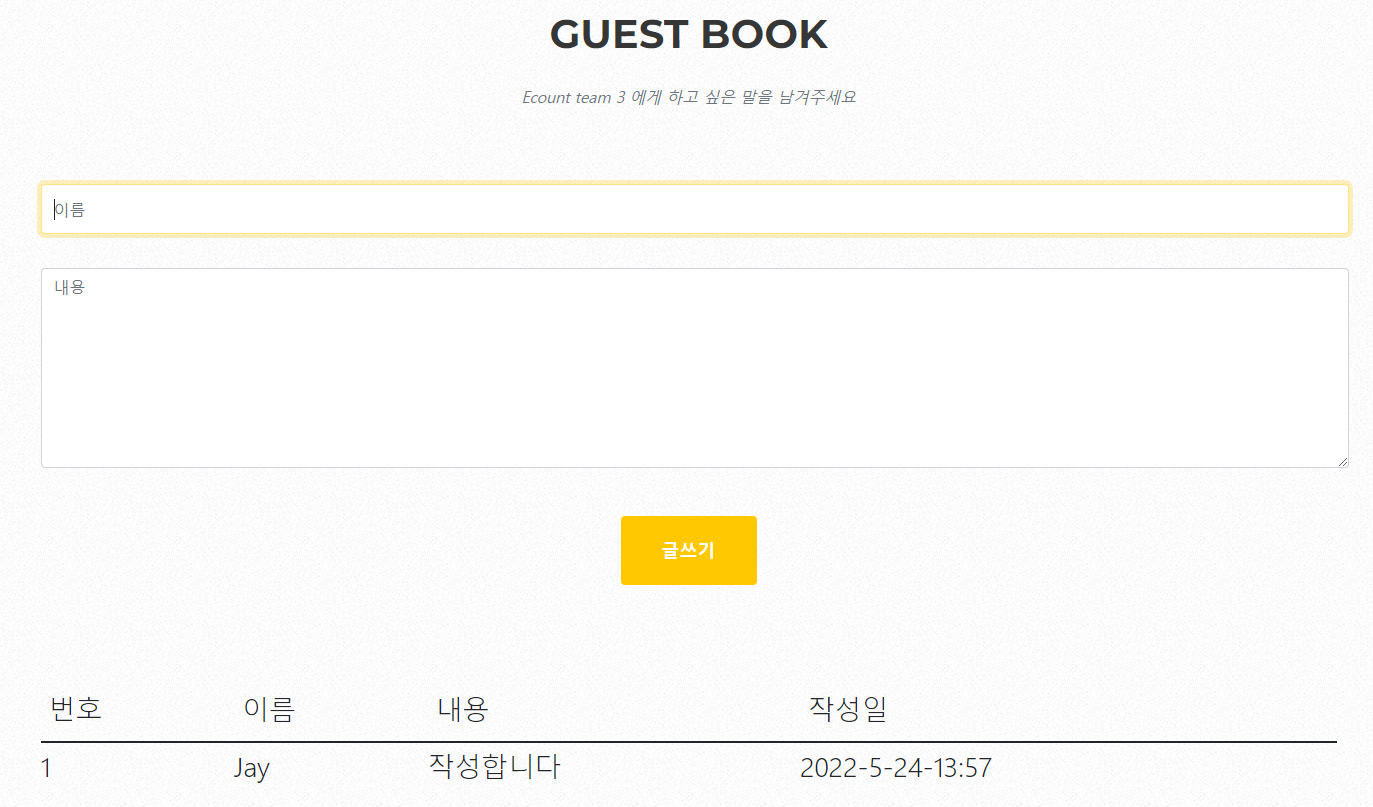 GUEST BOOK
Ecount team 3 에게 하고 싶은 말을 남겨주세요
이름
내용
글쓰기
번호 이름 내용 작성일
1 Jay 작성합니다 2022-5-24-13:57